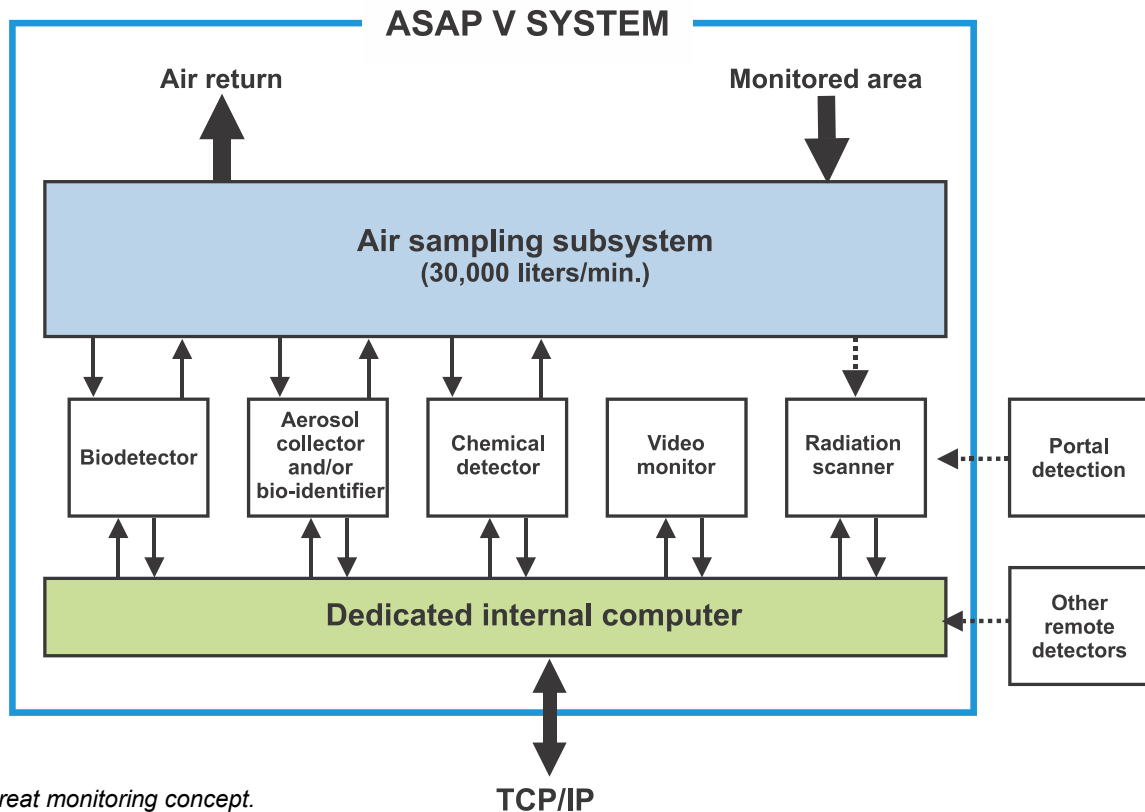 ASAP V SYSTEM
Air return
Monitored area
Air sampling subsystem
(30,000 liters/min.)
Biodetector
Aerosol
collector
and/or
bio-identifier
Chemical
detector
Video
monitor
Radiation
scanner
Portal
detection
Dedicated internal computer
Other
remote
detectors
reat monitoring concept.
TCP/IP